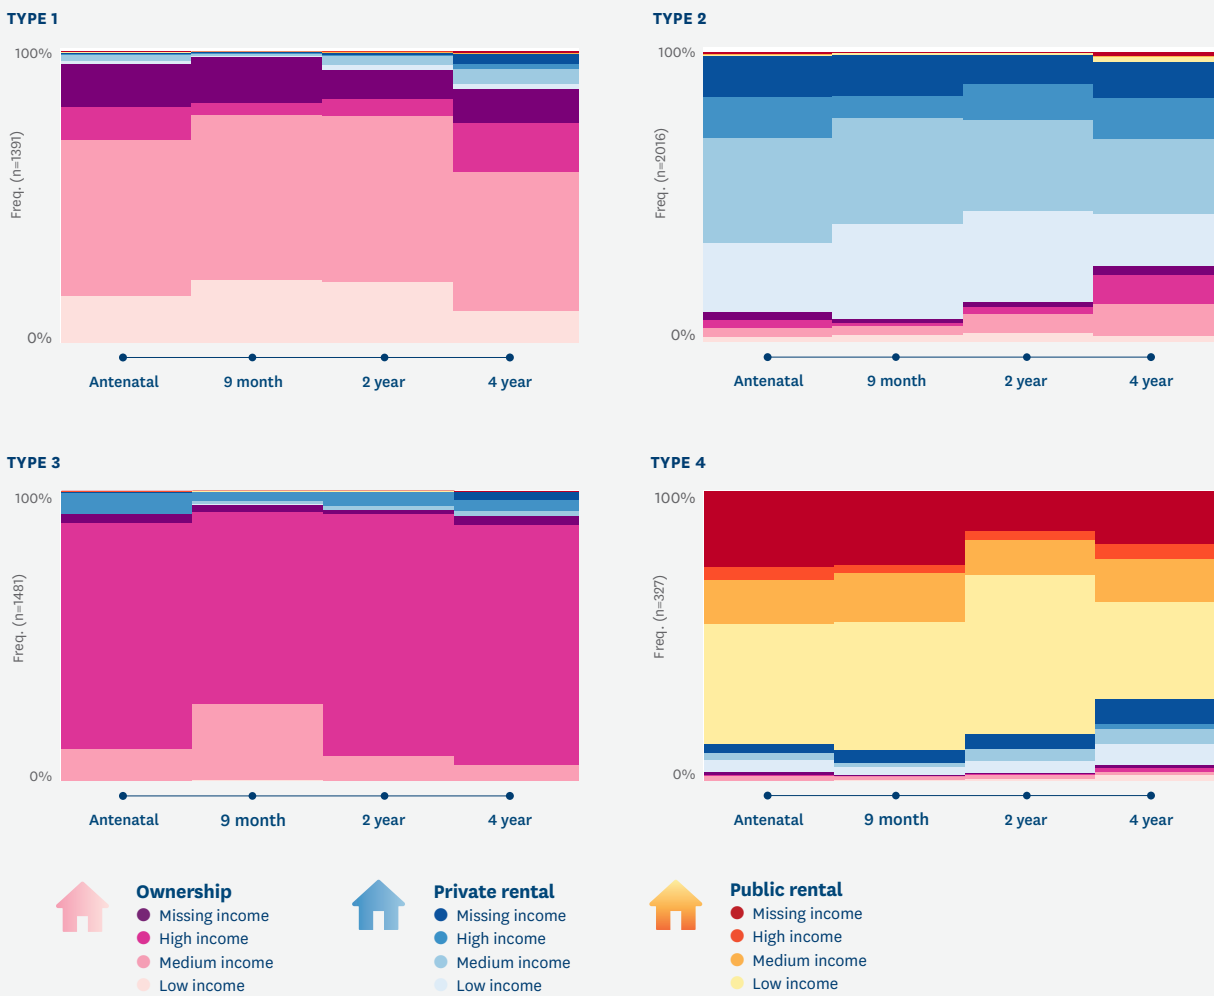 TYPE 1
100%
Freq. (n=1391)
0%
Antenatal
9 month
2 year
4 year
TYPE 2
100%
Freq. (n=2016)
0%
Antenatal
9 month
2 year
4 year
TYPE 3
100%
Freq. (n=1481)
0%
Antenatal
9 month
2 year
4 year
TYPE 4
100%
Freq. (n=327)
0%
Antenatal
9 month
2 year
4 year
Ownership
Missing income
High income
Medium income
Low income
Private rental
Missing income
High income
Medium income
Low income
Public rental
Missing income
High income
Medium income
Low income